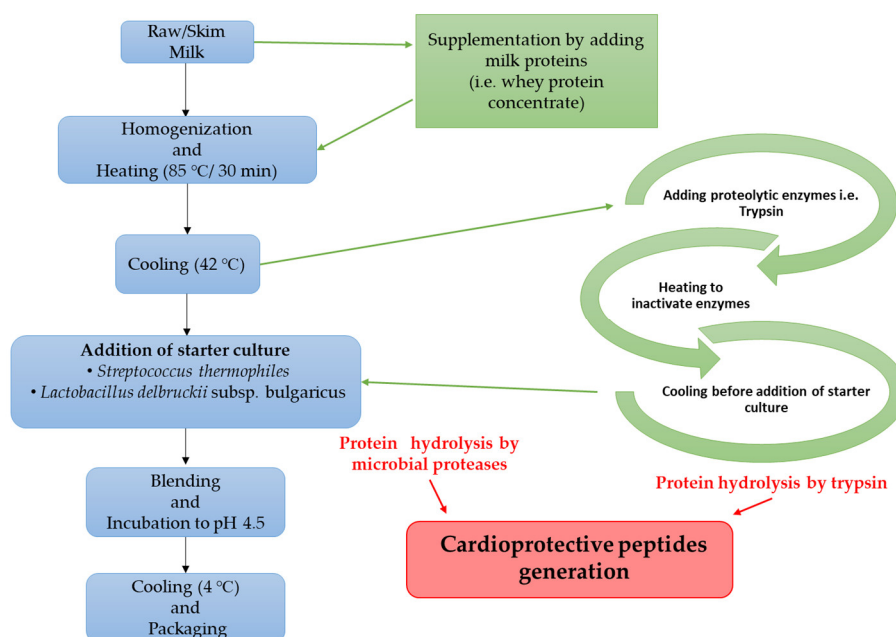 Raw/Skim
Milk
Supplementation by adding
milk proteins
(i.e. whey protein
concentrate)
Homogenization
and
Heating (85 °C/ 30 min)
Adding proteolytic enzymes i.e.
Trypsin
Cooling (42 °C)
Heating to
inactivate enzymes
Addition of starter culture
• Streptococcus thermophiles
• Lactobacillus delbruckii subsp. bulgaricus
Cooling before addition of starter
culture
Protein hydrolysis by
microbial proteases
Protein hydrolysis by trypsin
Blending
and
Incubation to pH 4.5
Cardioprotective peptides
generation
Cooling (4 °C)
and
Packaging